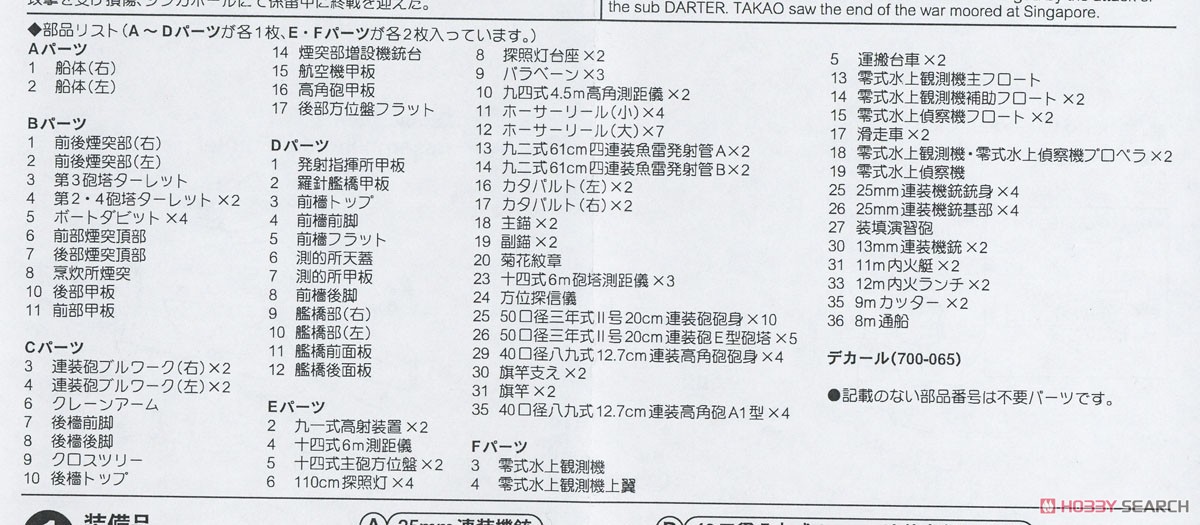 攻撃を受け損傷、シンガポールにて係留中に終戦を迎えた。
the sub DARTER. TAKAO saw the end of the war moored at Singapore.
◆部品リスト（A～Dパーツが各1枚、E・Fパーツが各2枚入っています。）
Aパーツ
1 船体（右）
2 船体（左）
Bパーツ
1 前後煙突部（右）
2 前後煙突部（左）
3 第3砲塔ターレット
4 第2・4砲塔ターレット×2
5 ボートダビット×4
6 前部煙突頂部
7 後部煙突頂部
8 烹炊所煙突
10 後部甲板
11 前部甲板
Cパーツ
3 連装砲ブルワーク（右）×2
4 連装砲ブルワーク（左）×2
6 クレーンアーム
7 後檣前脚
8 後檣後脚
9 クロスツリー
10 後檣トップ
14 煙突部増設機銃台
15 航空機甲板
16 高角砲甲板
17 後部方位盤フラット
Dパーツ
1 発射指揮所甲板
2 羅針艦橋甲板
3 前檣トップ
4 前檣前脚
5 前檣フラット
6 測的所天蓋
7 測的所甲板
8 前檣後脚
9 艦橋部（右）
10 艦橋部（左）
11 艦橋前面板
12 艦橋後面板
Eパーツ
2 九一式高射装置×2
4 十四式6m測距儀
5 十四式主砲方位盤×2
6 110cm探照灯×4
8 探照灯台座×2
9 パラベーン×3
10 九四式4.5m高角測距儀×2
11 ホーサーリール（小）×4
12 ホーサーリール（大）×7
13 九二式61cm四連装魚雷発射管A×2
14 九二式61cm四連装魚雷発射管B×2
16 カタパルト（左）×2
17 カタパルト（右）×2
18 主錨×2
19 副錨×2
20 菊花紋章
23 十四式6m砲塔測距儀×3
24 方位探信儀
25 50口径三年式Ⅱ号20cm連装砲砲身×10
26 50口径三年式Ⅱ号20cm連装砲E型砲塔×5
29 40口径八九式12.7cm連装高角砲砲身×4
30 旗竿支え×2
31 旗竿×2
35 40口径八九式12.7cm連装高角砲A1型×4
Fパーツ
3 零式水上観測機
4 零式水上観測機上翼
5 運搬台車×2
13 零式水上観測機主フロート
14 零式水上観測機補助フロート×2
15 零式水上偵察機フロート×2
17 滑走車×2
18 零式水上観測機・零式水上偵察機プロペラ×2
19 零式水上偵察機
25 25mm連装機銃銃身×4
26 25mm連装機銃基部×4
27 装填演習砲
30 13mm連装機銃×2
31 11m内火艇×2
33 12m内火ランチ×2
35 9mカッター×2
36 8m通船
デカール（700-065）
●記載のない部品番号は不要パーツです。
1 装備品
A 25mm連装機銃
HOBBY-SEARCH